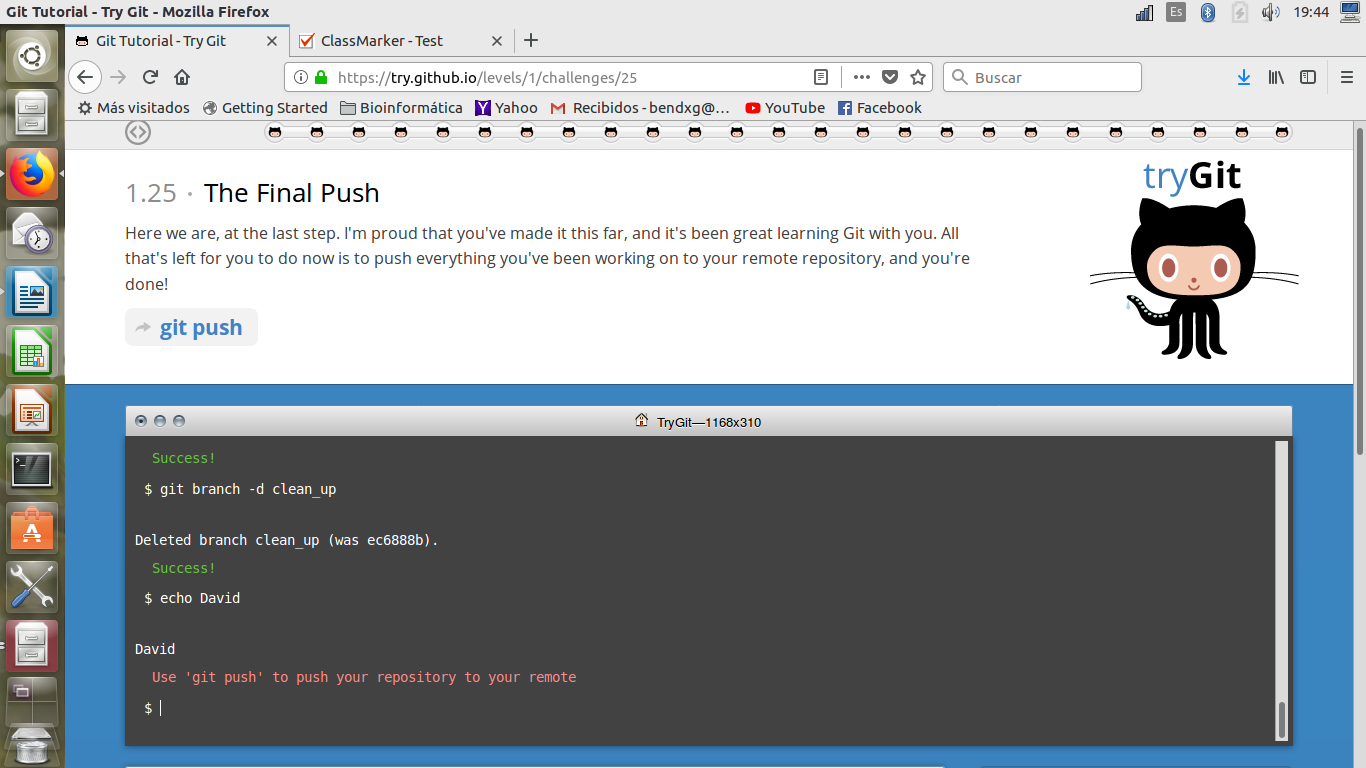 Git Tutorial - Try Git - Mozilla Firefox
Es
19:44
Git Tutorial - Try Git
ClassMarker - Test
https://try.github.io/levels/1/challenges/25
Buscar
Más visitados
Getting Started
Bioinformática
Yahoo
Recibidos - bendxg@...
YouTube
Facebook
1.25 · The Final Push
tryGit
Here we are, at the last step. I'm proud that you've made it this far, and it's been great learning Git with you. All
that's left for you to do now is to push everything you've been working on to your remote repository, and you're
done!
git push
TryGit—1168x310
Success!
$ git branch -d clean_up
Deleted branch clean_up (was ec6888b).
Success!
$ echo David
David
Use 'git push' to push your repository to your remote
$